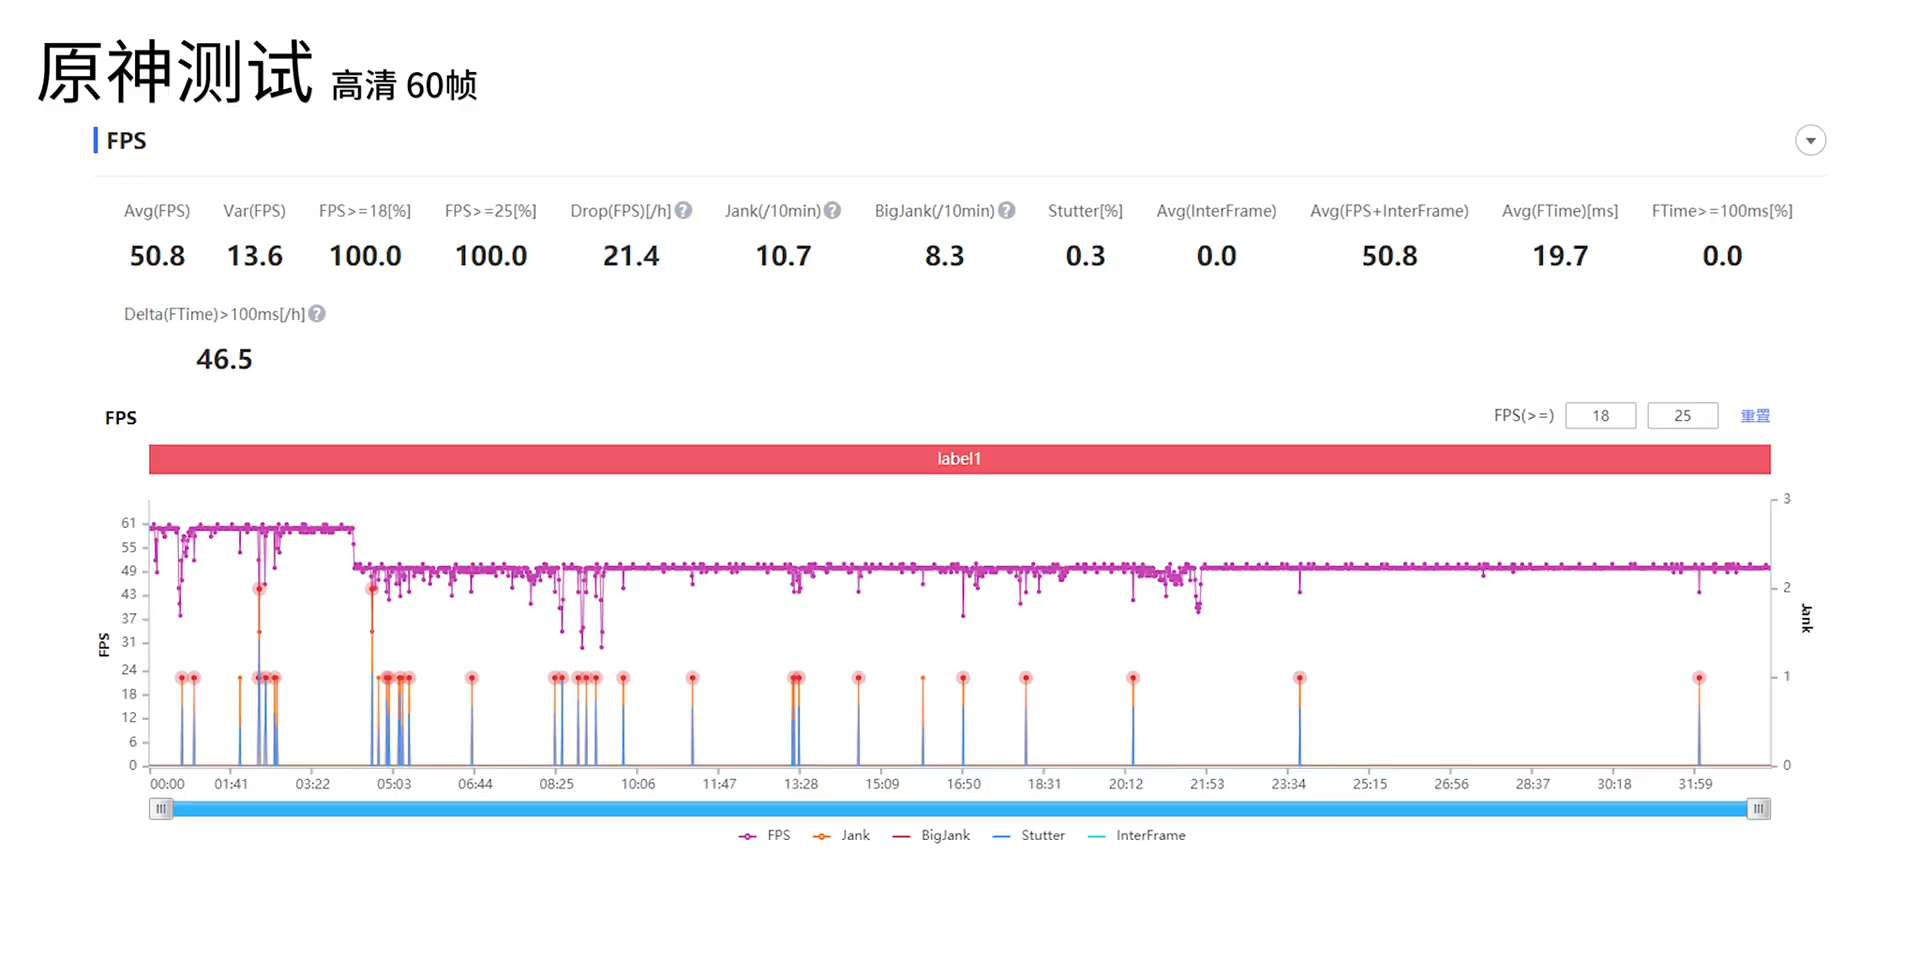 原神测试 高清 60帧
FPS
Avg(FPS) Var(FPS) FPS>=18[%] FPS>=25[%] Drop(FPS)[/h] ? Jank(/10min) ? BigJank(/10min) ? Stutter[%] Avg(InterFrame) Avg(FPS+InterFrame) Avg(FTime)[ms] FTime>=100ms[%]
50.8 13.6 100.0 100.0 21.4 10.7 8.3 0.3 0.0 50.8 19.7 0.0
Delta(FTime)>100ms[/h] ?
46.5
FPS FPS(>=) 18 25 重置
label1
61
55
49
43
37
31
24
18
12
6
0
FPS
3
2
1
0
Jank
00:00 01:41 03:22 05:03 06:44 08:25 10:06 11:47 13:28 15:09 16:50 18:31 20:12 21:53 23:34 25:15 26:56 28:37 30:18 31:59
FPS Jank BigJank Stutter InterFrame